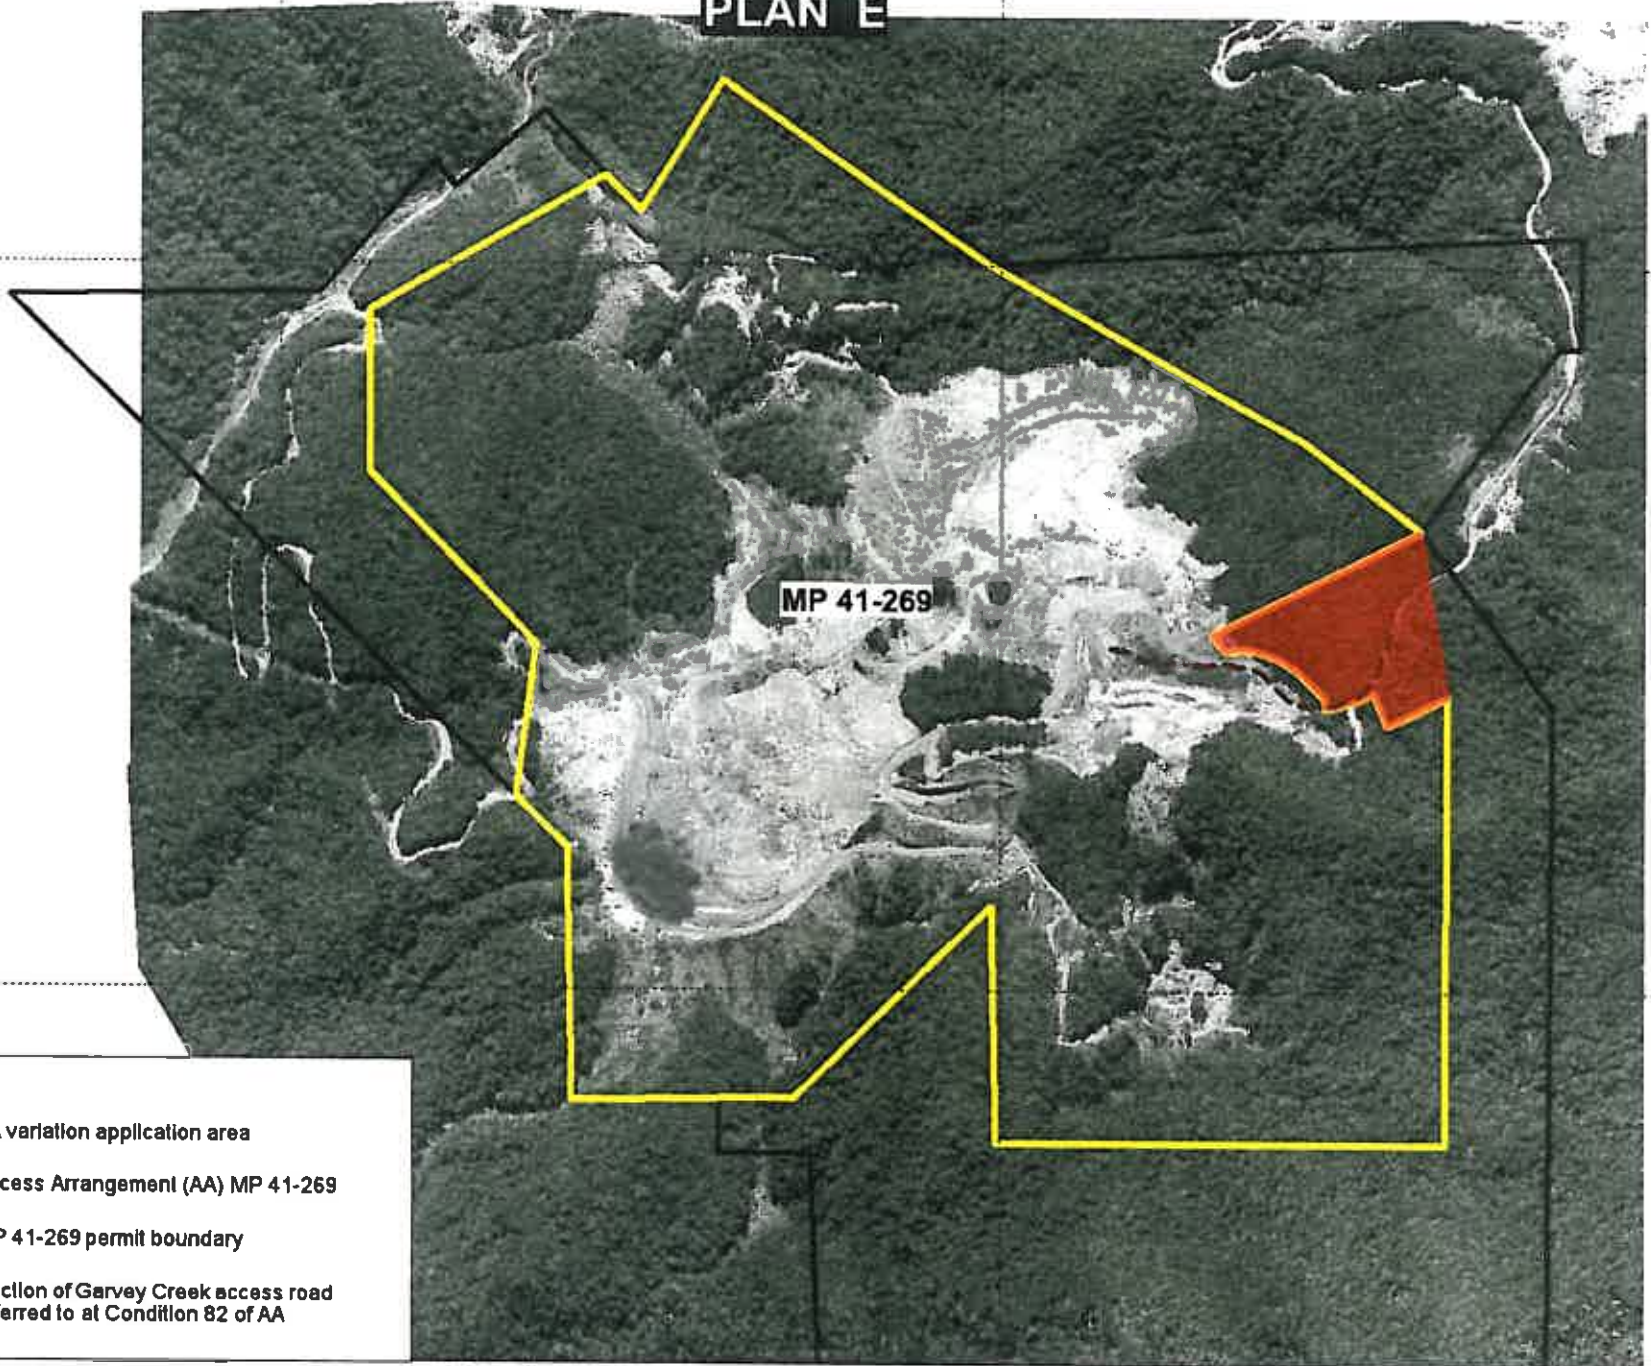 PLAN E
MP 41-269
variation application area
cess Arrangement (AA) MP 41-269
P 41-269 permit boundary
ction of Garvey Creek access road
erred to at Condition 82 of AA